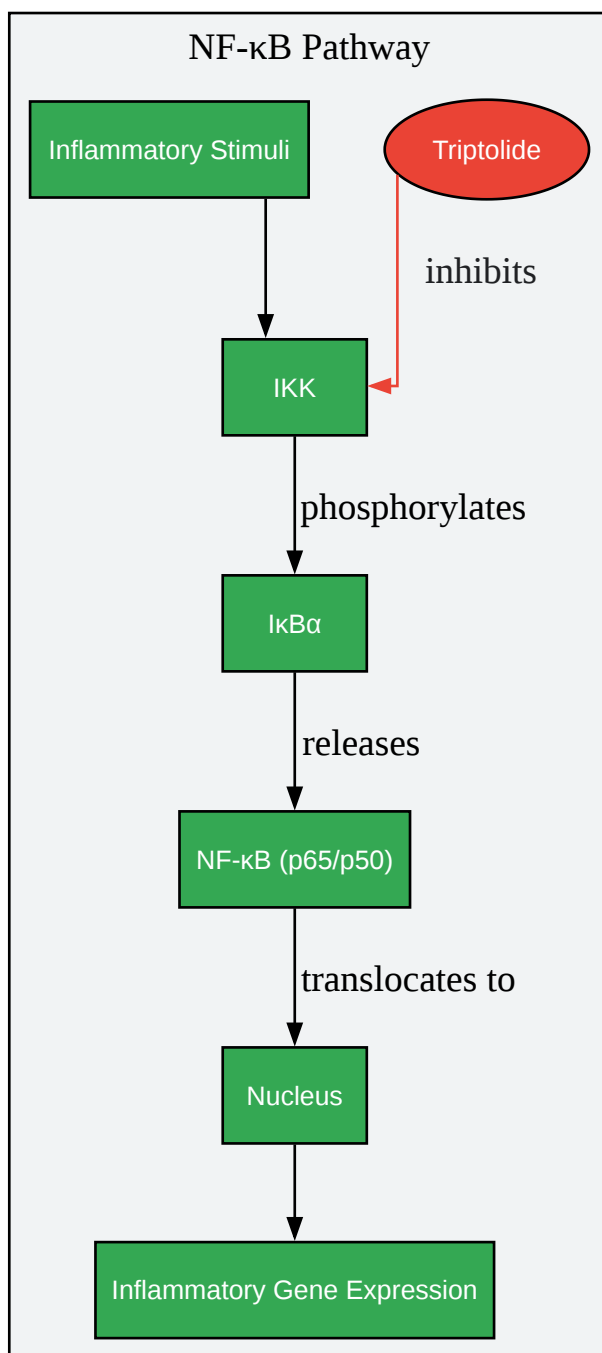 NF-κB Pathway
Inflammatory Stimuli
Triptolide
inhibits
IKK
phosphorylates
IκBα
releases
NF-κB (p65/p50)
translocates to
Nucleus
Inflammatory Gene Expression